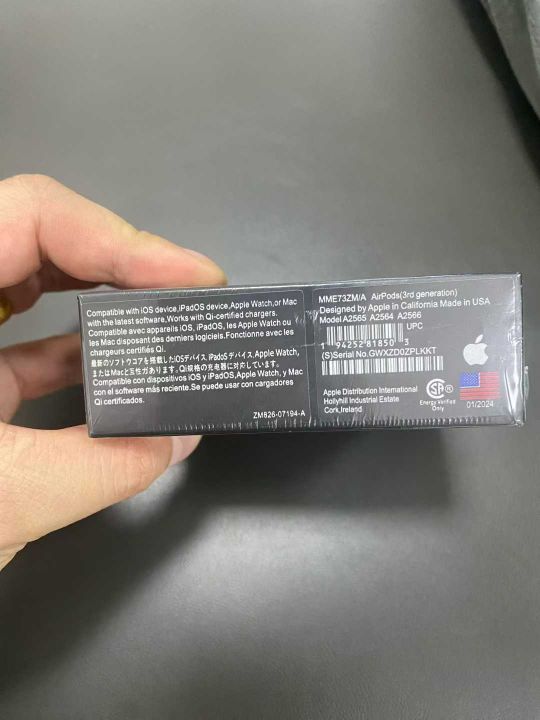 Compatible with iOS device,iPadOS device,Apple Watch,or Mac
with the latest software,Works with Qi-certified chargers.
Compatible avec appareils iOS, iPadOS, les Apple Watch ou
les Mac disposant des derniers logiciels.Fonctionne avec les
chargeurs certifiés Qi.
最新のソフトウコアを搭載したiOSデバイス iPadoSデバイス,Apple Watch,
またはMacと互性があります. Qi規格の充电器に対応しています.
Compatible con dispositivos iOS y iPadOS,Apple Watch, y Mac
con el software más reciente.Se puede usar con cargadores
Qi certificados.
ZM826-07194-A
MME73ZM/A AirPods(3rd generation)
Designed by Apple in California Made in USA
Model A2565 A2564 A2566
UPC
1 94252 81850 3
(S)Serial No.GWXZD0ZPLKKT
Apple Distribution International
Hollyhill Industrial Estate
Cork,Ireland
SA
Energy Verified
Only
01/2024